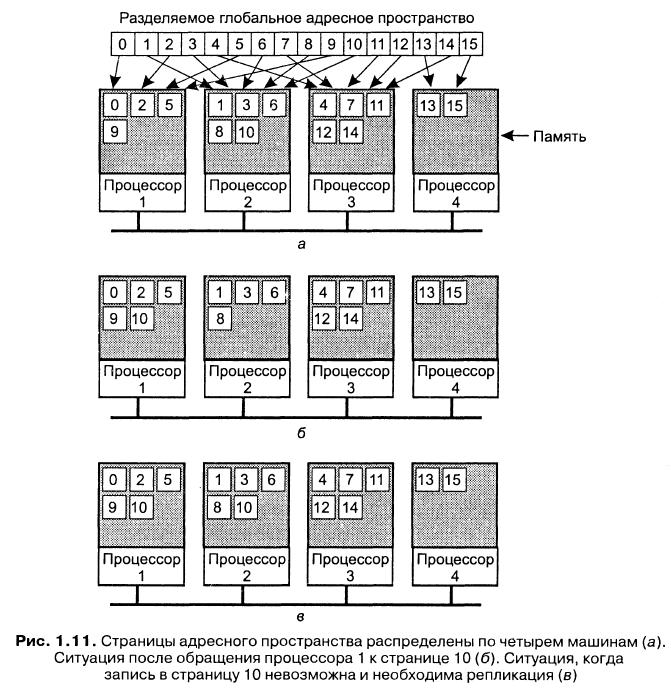 Разделяемое глобальное адресное пространство
0 1 2 3 4 5 6 7 8 9 10 11 12 13 14 15
0 2 5 1 3 6 4 7 11 13 15
9 8 10 12 14
Память
Процессор 1 Процессор 2 Процессор 3 Процессор 4
а
0 2 5 1 3 6 4 7 11 13 15
9 10 8 12 14
Процессор 1 Процессор 2 Процессор 3 Процессор 4
б
0 2 5 1 3 6 4 7 11 13 15
9 10 8 10 12 14
Процессор 1 Процессор 2 Процессор 3 Процессор 4
в
Рис. 1.11. Страницы адресного пространства распределены по четырем машинам (а).
Ситуация после обращения процессора 1 к странице 10 (б). Ситуация, когда
запись в страницу 10 невозможна и необходима репликация (в)